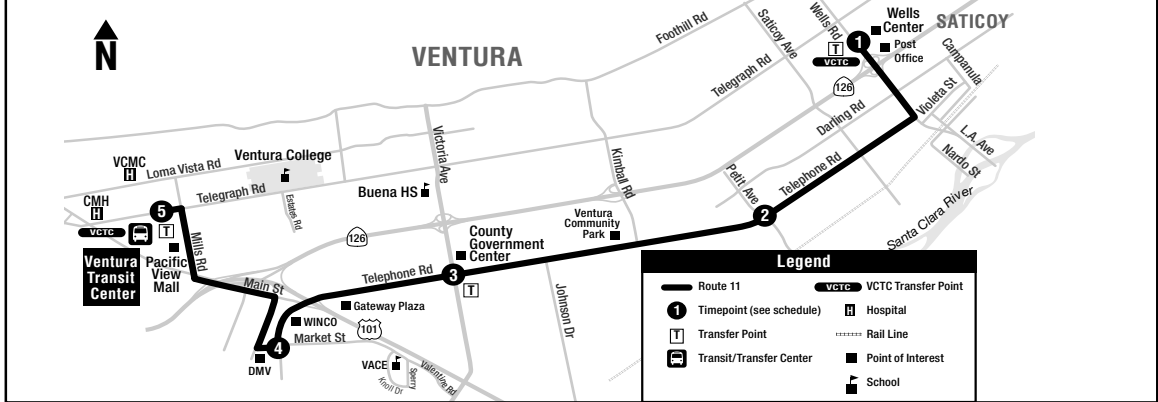 N
VENTURA
SATICOY
Foothill Rd
Saticoy Ave
Wells Rd
Wells
Center
1
T
VCTC
Post
Office
Campanula
126
Telegraph Rd
Darling Rd
Violeta St
L.A. Ave
Nardo St
Santa Clara River
Telephone Rd
Petit Ave
2
Kimball Rd
Victoria Ave
VCMC
H
Loma Vista Rd
Ventura College
Telegraph Rd
Estates Rd
Buena HS
CMH
H
5
VCTC
T
Ventura
Transit
Center
Pacific
View
Mall
Mills Rd
Main St
126
Ventura
Community
Park
County
Government
Center
3
T
Telephone Rd
Johnson Dr
Gateway Plaza
WINCO
101
Market St
4
DMV
VACE
Knoll Dr
Sperry
Valentine Rd
Legend
Route 11
VCTC VCTC Transfer Point
1 Timepoint (see schedule)
H Hospital
T Transfer Point
Rail Line
Transit/Transfer Center
Point of Interest
School